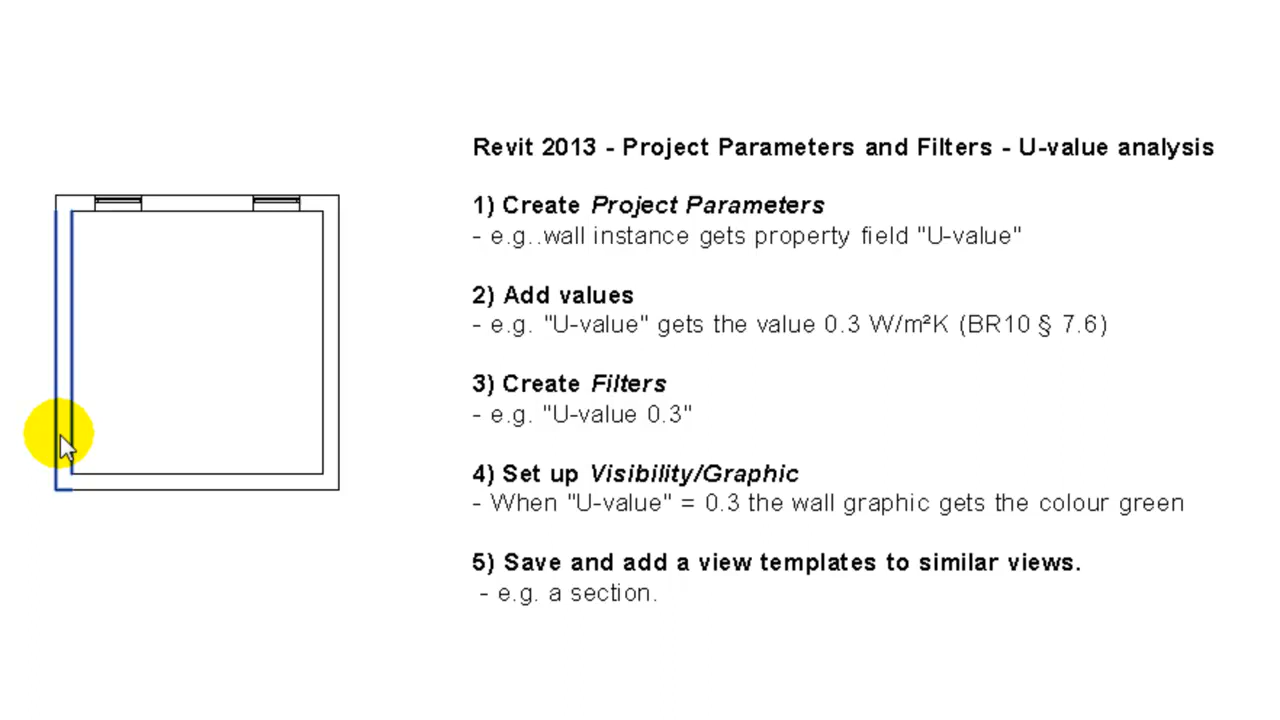 Revit 2013 - Project Parameters and Filters - U-value analysis
1) Create Project Parameters
- e.g..wall instance gets property field "U-value"
2) Add values
- e.g. "U-value" gets the value 0.3 W/m²K (BR10 § 7.6)
3) Create Filters
- e.g. "U-value 0.3"
4) Set up Visibility/Graphic
- When "U-value" = 0.3 the wall graphic gets the colour green
5) Save and add a view templates to similar views.
- e.g. a section.